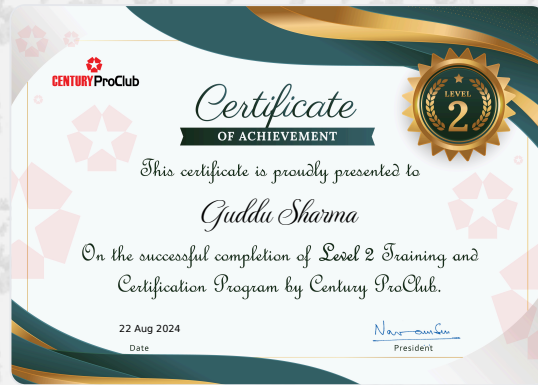 CENTURY ProClub
LEVEL
2
Certificate
OF ACHIEVEMENT
This certificate is proudly presented to
Guddu Sharma
On the successful completion of Level 2 Training and
Certification Program by Century ProClub.
22 Aug 2024
Date
President